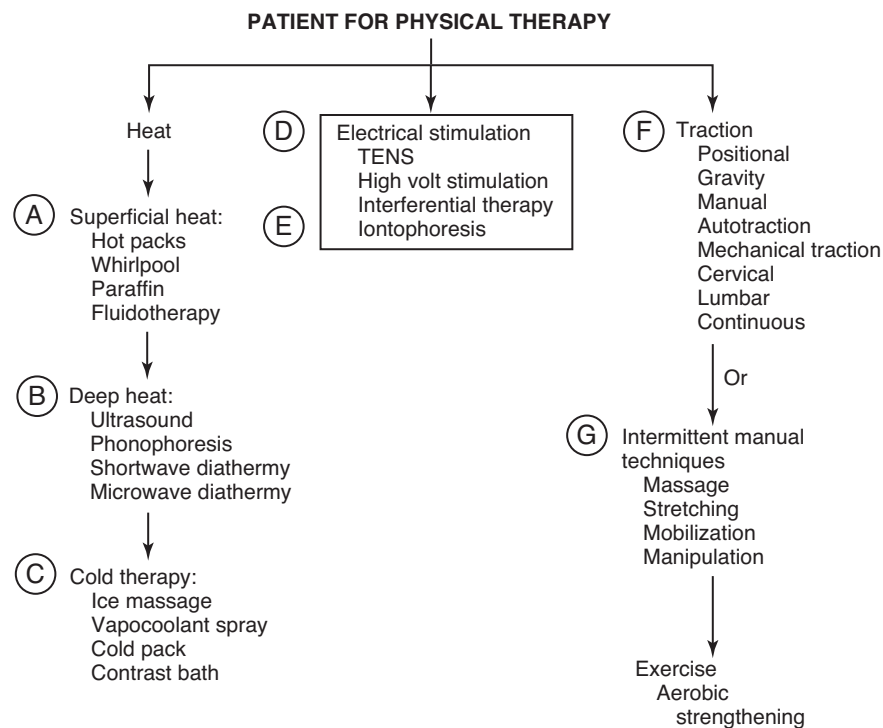 PATIENT FOR PHYSICAL THERAPY
Heat
A
Superficial heat:
Hot packs
Whirlpool
Paraffin
Fluidotherapy
B
Deep heat:
Ultrasound
Phonophoresis
Shortwave diathermy
Microwave diathermy
C
Cold therapy:
Ice massage
Vapocoolant spray
Cold pack
Contrast bath
D
Electrical stimulation
TENS
High volt stimulation
Interferential therapy
E
Iontophoresis
F
Traction
Positional
Gravity
Manual
Autotraction
Mechanical traction
Cervical
Lumbar
Continuous
Or
G
Intermittent manual
techniques
Massage
Stretching
Mobilization
Manipulation
Exercise
Aerobic
strengthening